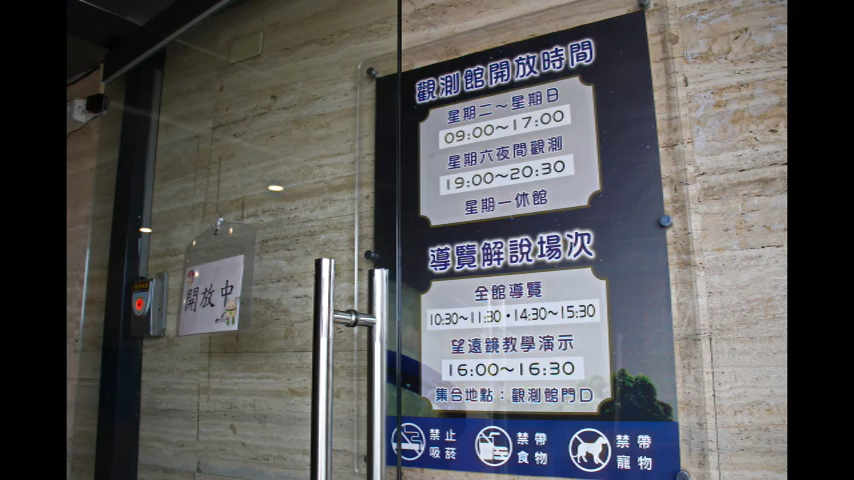 觀測館開放時間
星期二～星期日
09:00～17:00
星期六夜間觀測
19:00～20:30
星期一休館
導覽解說場次
全館導覽
10:30～11:30・14:30～15:30
望遠鏡教學演示
16:00～16:30
集合地點：觀測館門口
禁止
吸菸
禁帶
食物
禁帶
寵物
開放中